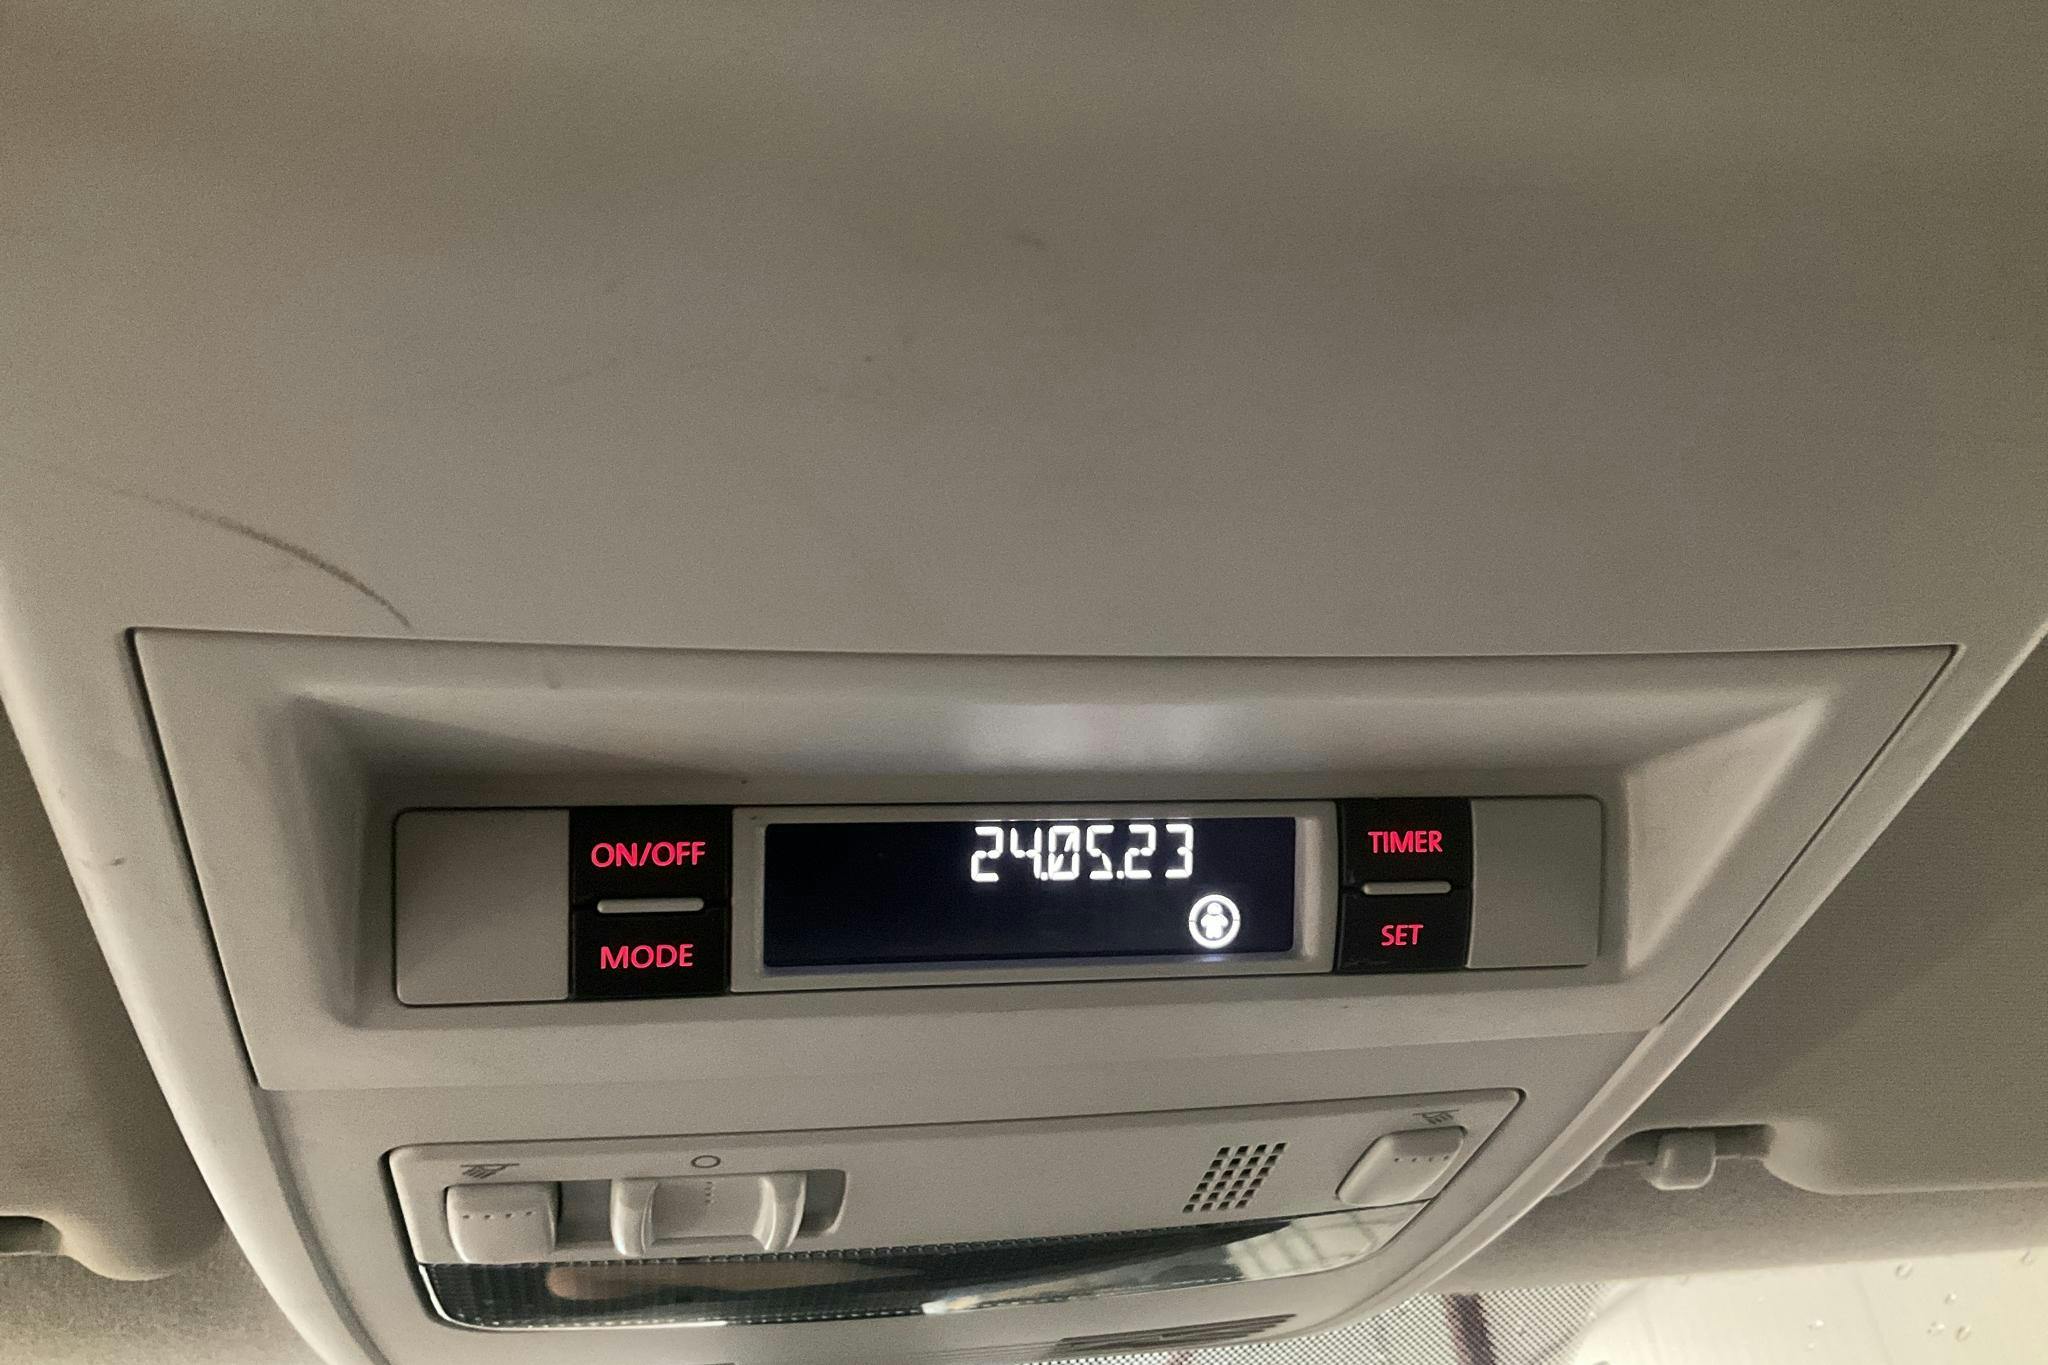 ON/OFF
MODE
24.05.23
TIMER
SET